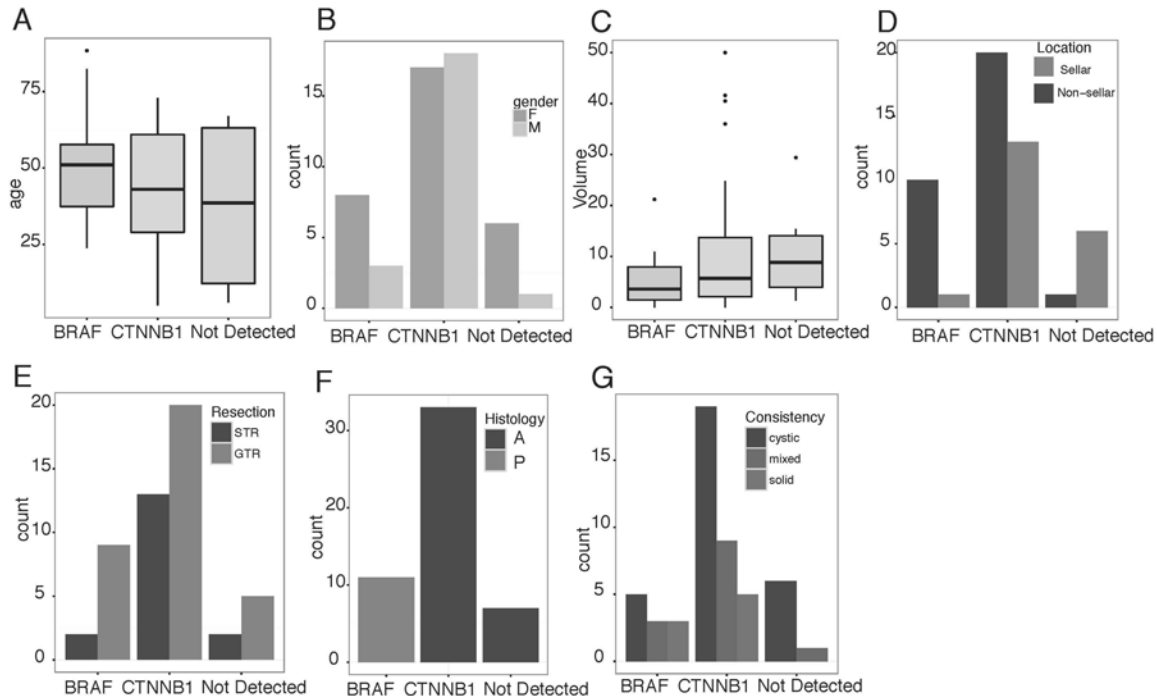 A
age
75
50
25
BRAF CTNNB1 Not Detected
B
count
15
10
5
0
gender
F
M
BRAF CTNNB1 Not Detected
C
Volume
50
40
30
20
10
0
BRAF CTNNB1 Not Detected
D
count
20
15
10
5
0
Location
Sellar
Non-sellar
BRAF CTNNB1 Not Detected
E
count
20
15
10
5
0
Resection
STR
GTR
BRAF CTNNB1 Not Detected
F
count
30
20
10
0
Histology
A
P
BRAF CTNNB1 Not Detected
G
count
15
10
5
0
Consistency
cystic
mixed
solid
BRAF CTNNB1 Not Detected